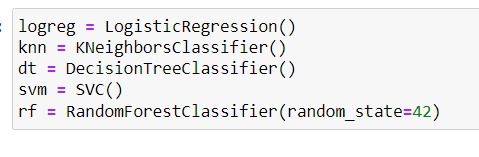 logreg = LogisticRegression()
knn = KNeighborsClassifier()
dt = DecisionTreeClassifier()
svm = SVC()
rf = RandomForestClassifier(random_state=42)